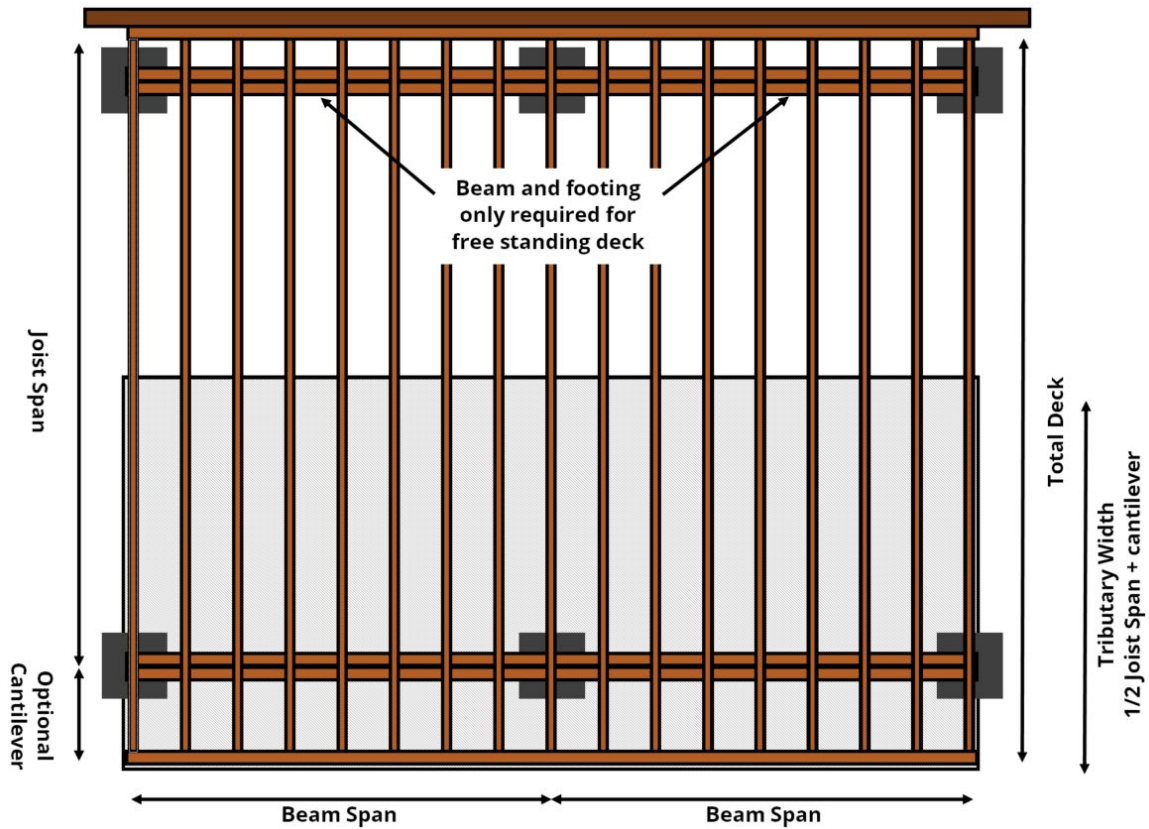 Beam and footing
only required for
free standing deck
Joist Span
Optional
Cantilever
Total Deck
Tributary Width
1/2 Joist Span + cantilever
Beam Span
Beam Span